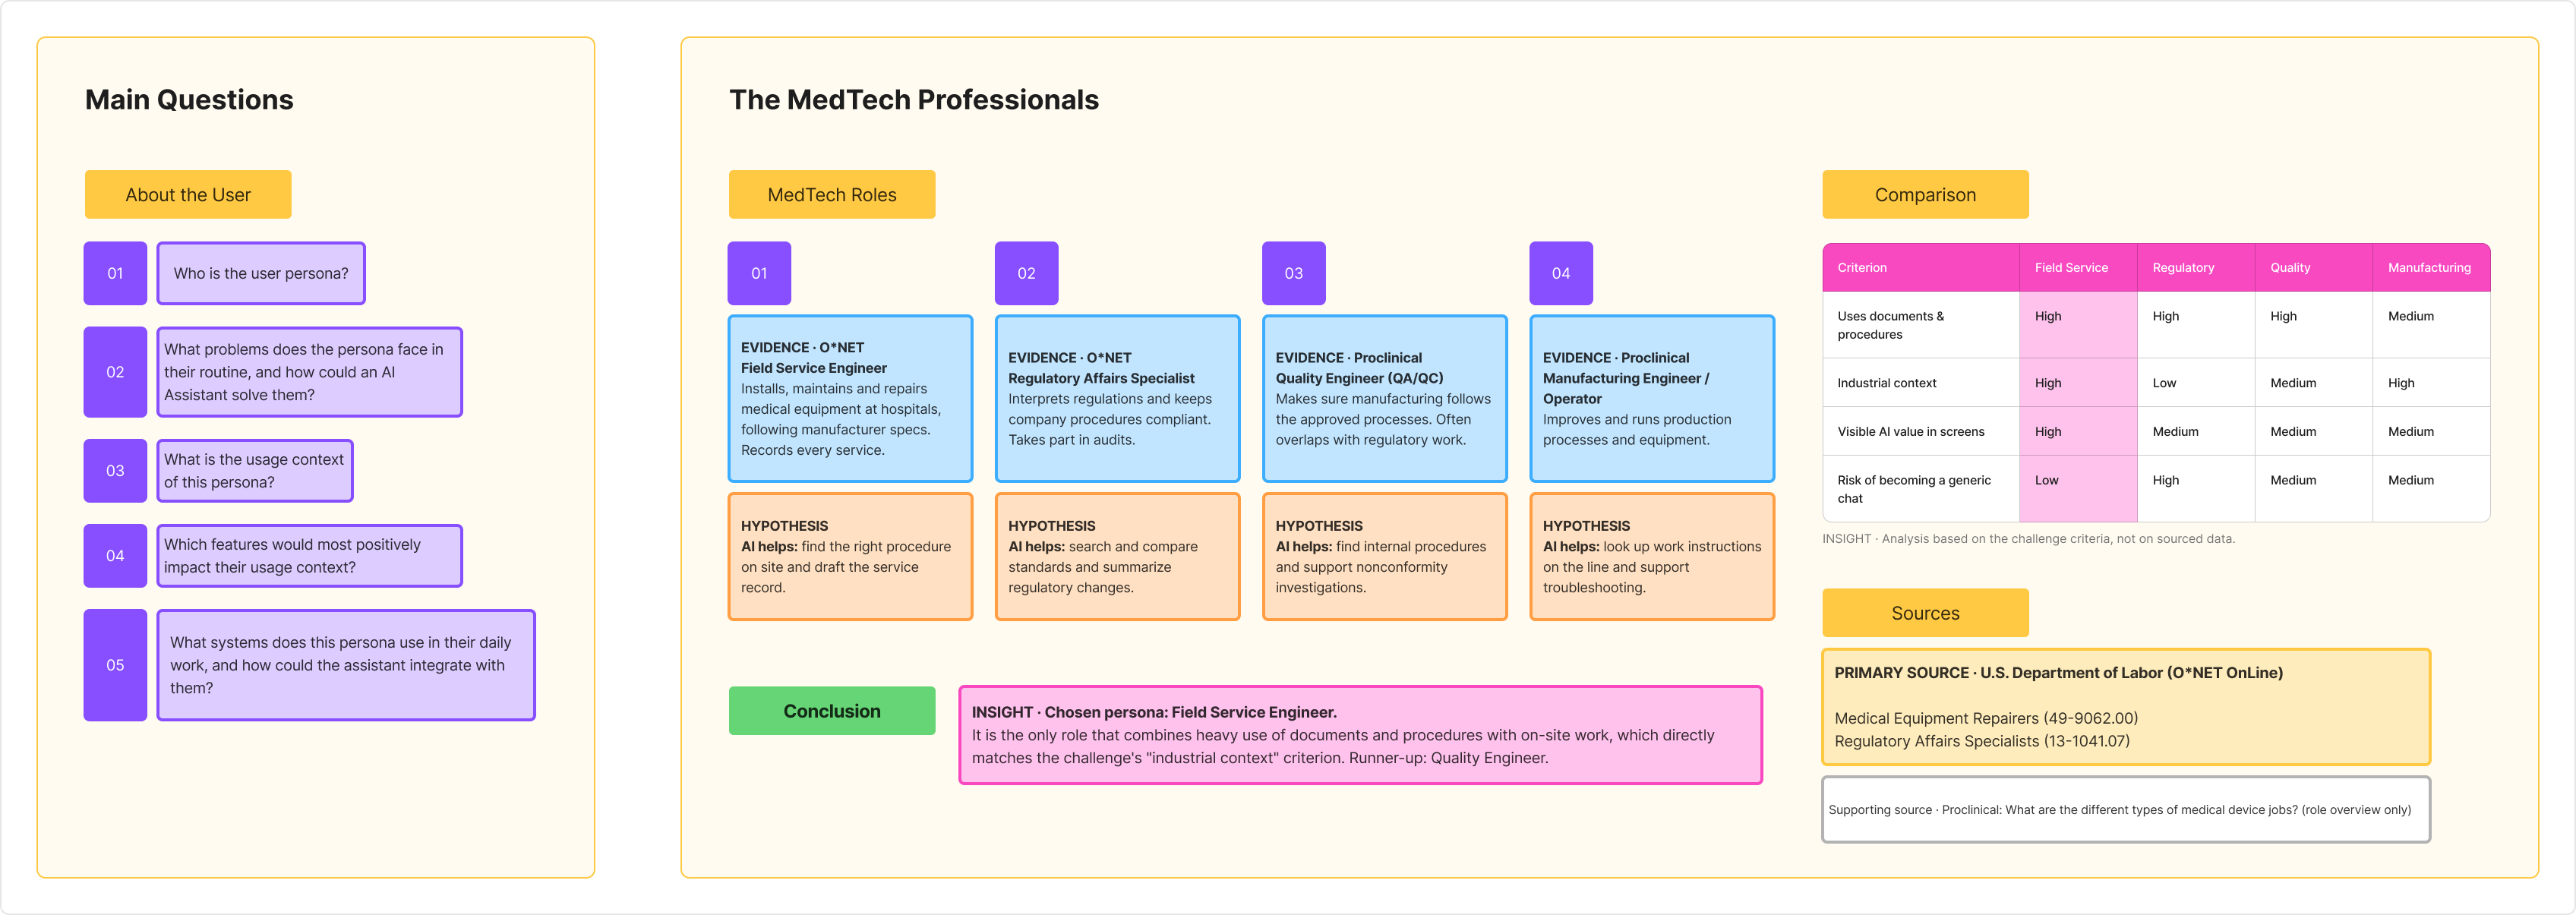 Main Questions
About the User
01
Who is the user persona?
02
What problems does the persona face in
their routine, and how could an AI
Assistant solve them?
03
What is the usage context
of this persona?
04
Which features would most positively
impact their usage context?
05
What systems does this persona use in their daily
work, and how could the assistant integrate with
them?
The MedTech Professionals
MedTech Roles
01
EVIDENCE · O*NET
Field Service Engineer
Installs, maintains and repairs
medical equipment at hospitals,
following manufacturer specs.
Records every service.
HYPOTHESIS
AI helps: find the right procedure
on site and draft the service
record.
02
EVIDENCE · O*NET
Regulatory Affairs Specialist
Interprets regulations and keeps
company procedures compliant.
Takes part in audits.
HYPOTHESIS
AI helps: search and compare
standards and summarize
regulatory changes.
03
EVIDENCE · Proclinical
Quality Engineer (QA/QC)
Makes sure manufacturing follows
the approved processes. Often
overlaps with regulatory work.
HYPOTHESIS
AI helps: find internal procedures
and support nonconformity
investigations.
04
EVIDENCE · Proclinical
Manufacturing Engineer /
Operator
Improves and runs production
processes and equipment.
HYPOTHESIS
AI helps: look up work instructions
on the line and support
troubleshooting.
Conclusion
INSIGHT · Chosen persona: Field Service Engineer.
It is the only role that combines heavy use of documents and procedures with on-site work, which directly
matches the challenge's "industrial context" criterion. Runner-up: Quality Engineer.
Comparison
Criterion Field Service Regulatory Quality Manufacturing
Uses documents & High High High Medium
procedures
Industrial context High Low Medium High
Visible AI value in screens High Medium Medium Medium
Risk of becoming a generic Low High Medium Medium
chat
INSIGHT · Analysis based on the challenge criteria, not on sourced data.
Sources
PRIMARY SOURCE · U.S. Department of Labor (O*NET OnLine)
Medical Equipment Repairers (49-9062.00)
Regulatory Affairs Specialists (13-1041.07)
Supporting source · Proclinical: What are the different types of medical device jobs? (role overview only)